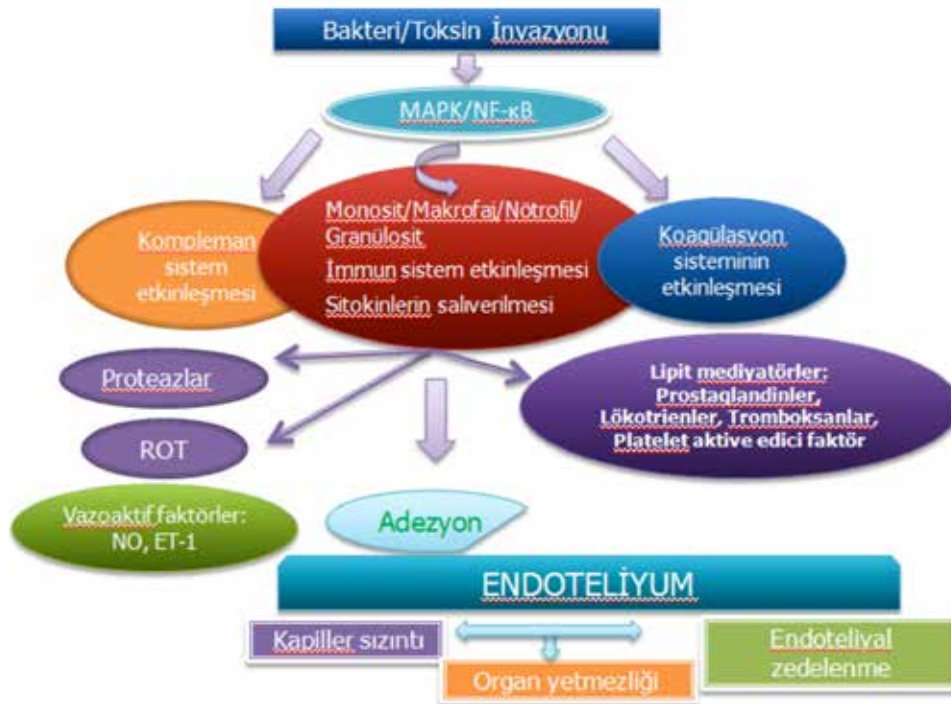 Bakteri/Toksin İnvazyonu
MAPK/NF-κB
Kompleman
sistem
etkinleşmesi
Monosit/Makrofaj/Nötrofil/
Granülosit
İmmun sistem etkinleşmesi
Sitokinlerin salıverilmesi
Koagülasyon
sisteminin
etkinleşmesi
Proteazlar
ROT
Vazoaktif faktörler:
NO, ET-1
Lipit mediyatörler:
Prostaglandinler,
Lökotrienler, Tromboksanlar,
Platelet aktive edici faktör
Adezyon
ENDOTELİYUM
Kapiller sızıntı
Organ yetmezliği
Endoteliyal
zedelenme